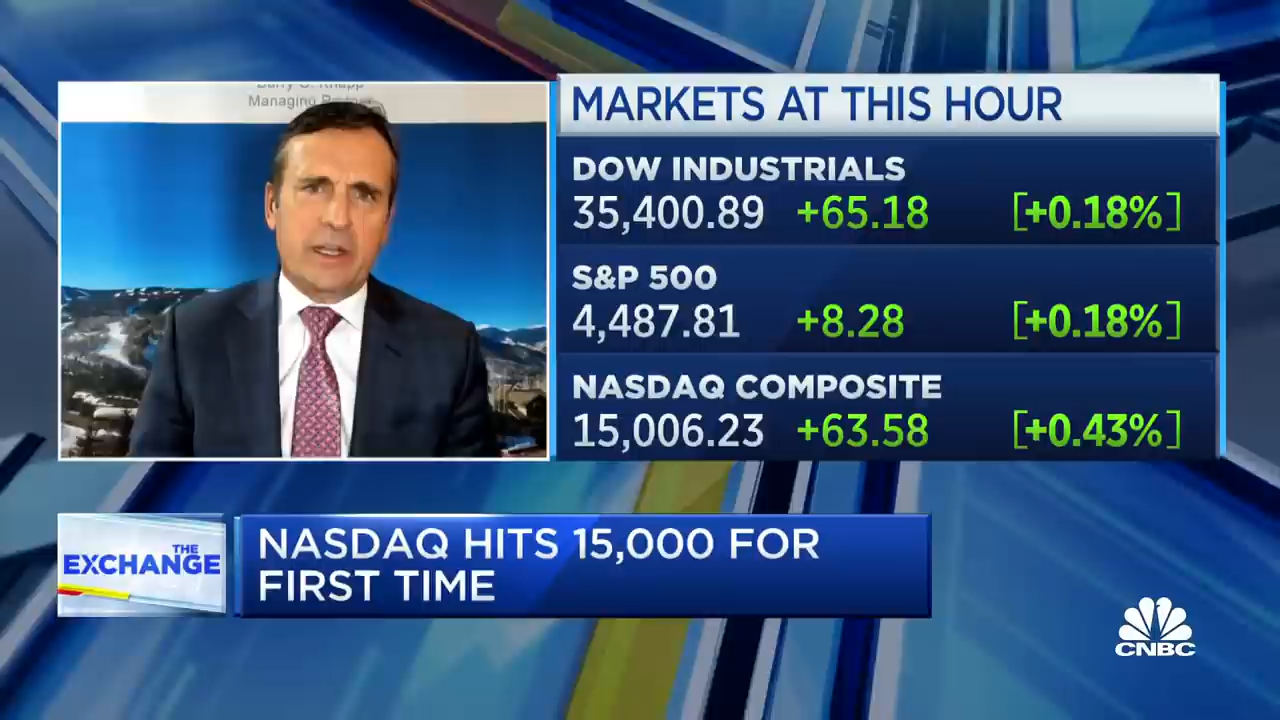 Managing Partner
MARKETS AT THIS HOUR
DOW INDUSTRIALS
35,400.89 +65.18 [+0.18%]
S&P 500
4,487.81 +8.28 [+0.18%]
NASDAQ COMPOSITE
15,006.23 +63.58 [+0.43%]
THE
EXCHANGE
NASDAQ HITS 15,000 FOR
FIRST TIME
CNBC